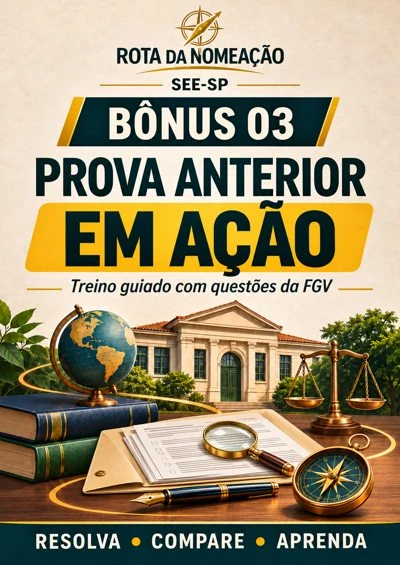 ROTA DA NOMEAÇÃO
SEE-SP
BÔNUS 03
PROVA ANTERIOR
EM AÇÃO
Treino guiado com questões da FGV
RESOLVA • COMPARE • APRENDA